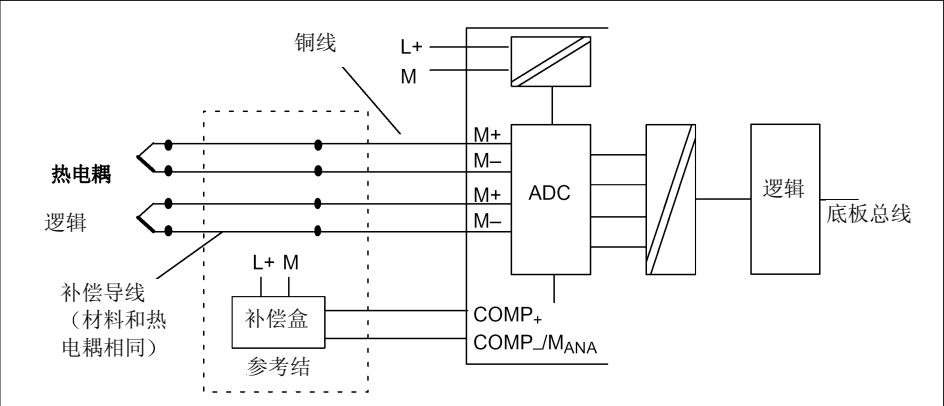 铜线
L+
M
M+
M–
热电耦
ADC
M+
逻辑
M–
逻辑
底板总线
L+ M
补偿导线
（材料和热
电耦相同）
补偿盒
COMP+
COMP–/MANA
参考结